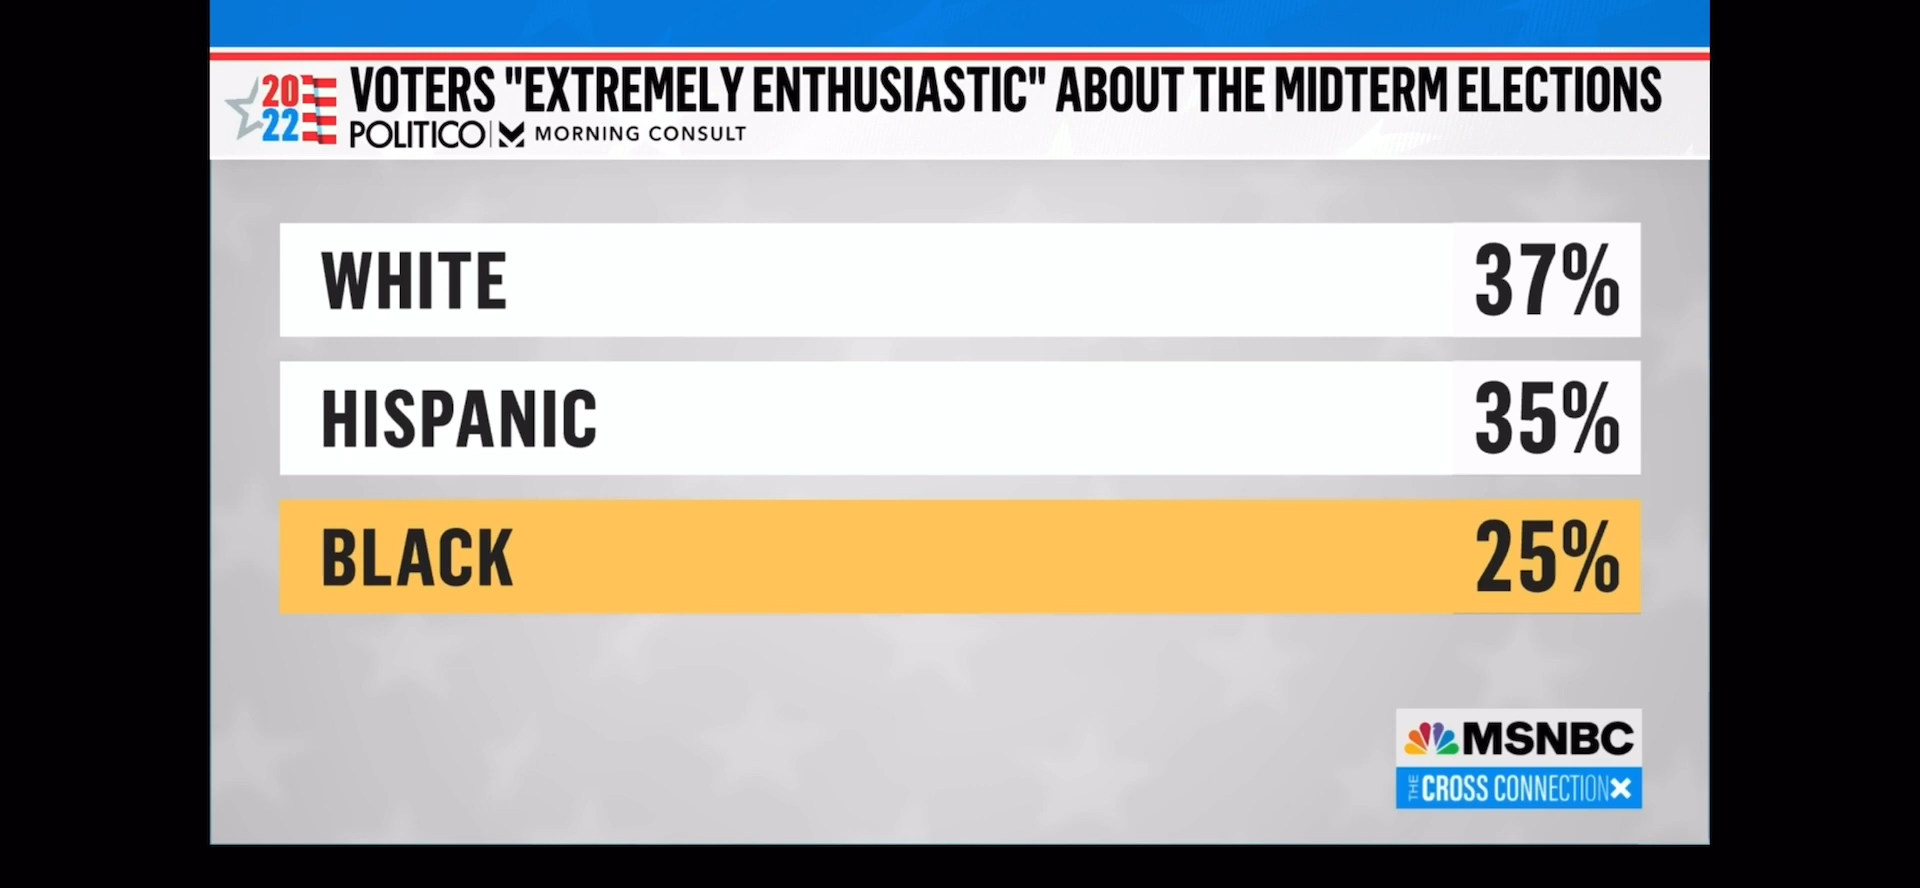 2022
VOTERS "EXTREMELY ENTHUSIASTIC" ABOUT THE MIDTERM ELECTIONS
POLITICO | MORNING CONSULT
WHITE 37%
HISPANIC 35%
BLACK 25%
MSNBC
THE CROSS CONNECTION